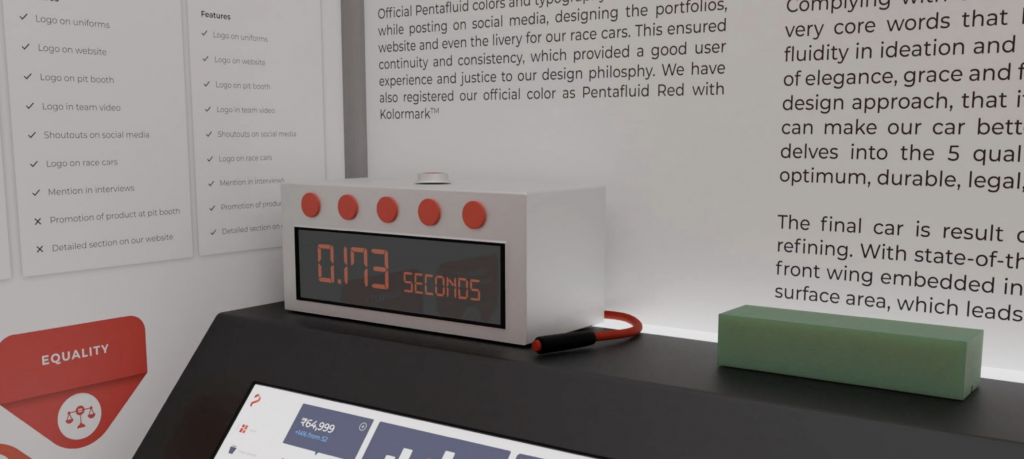 Features
Logo on uniforms
Logo on website
Logo on pit booth
Logo in team video
Shoutouts on social media
Logo on race cars
Mention in interviews
Promotion of product at pit booth
Detailed section on our website
Logo on uniforms
Logo on website
Logo on pit booth
Logo in team video
Shoutouts on social media
Logo on race cars
Mention in interviews
Promotion of
Detailed section
Official Pentafluid colors and
while posting on social media, designing the portfolios,
website and even the livery for our race cars. This ensured
continuity and consistency, which provided a good user
experience and justice to our design philosphy. We have
also registered our official color as Pentafluid Red with
Kolormark™
Complying with
very core words that
fluidity in ideation and
of elegance, grace and
design approach, that
can make our car
delves into the 5
optimum, durable, legal,
The final car is result
refining. With
front wing embedded in
surface area, which leads
0.173 SECONDS
EQUALITY
₹64,999